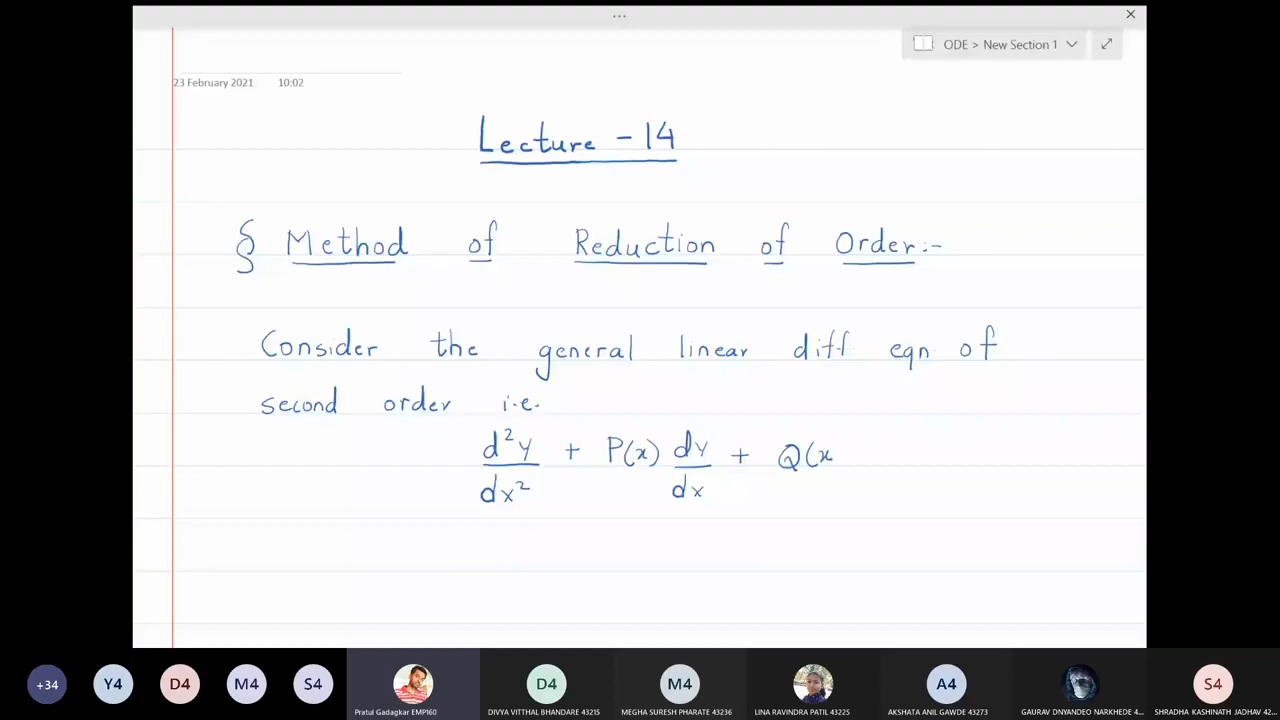 ODE > New Section 1
23 February 2021 10:02
Lecture - 14
§ Method of Reduction of Order:-
Consider the general linear diff eqn. of
second order i.e.
d²y/dx² + P(x) dy/dx + Q(x
+34
Y4
D4
M4
S4
D4
M4
A4
S4
Pratul Gadagkar EMP160
DIVYA VITTHAL BHANDARE 43215
MEGHA SURESH PHARATE 43236
LINA RAVINDRA PATIL 43225
AKSHATA ANIL GAWDE 43273
GAURAV DNYANDEO NARKHEDE 4...
SHRADHA KASHINATH JADHAV 42...